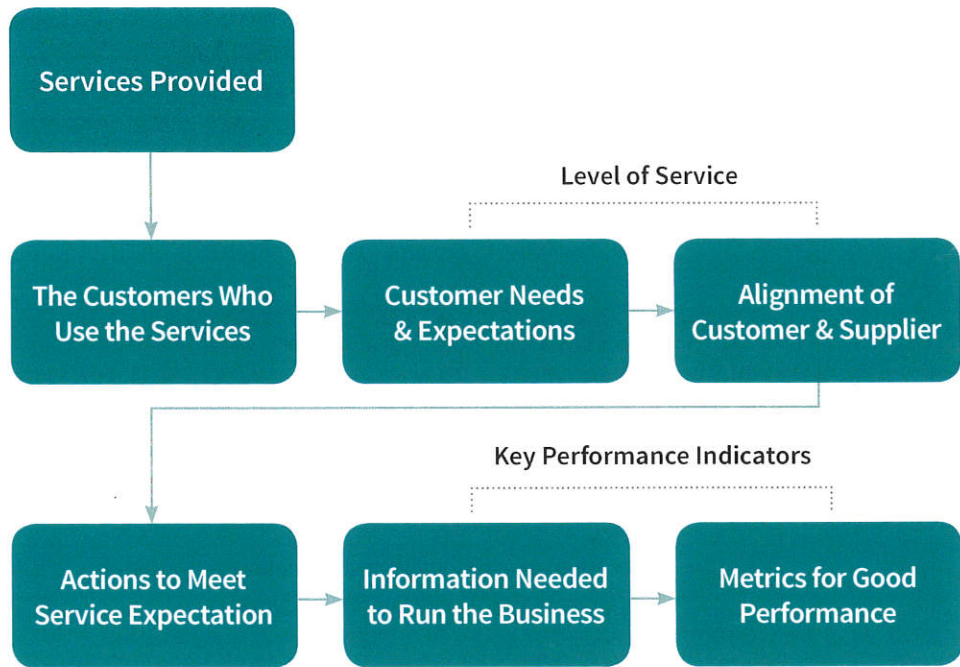 Services Provided
Level of Service
The Customers Who
Use the Services
Customer Needs
& Expectations
Alignment of
Customer & Supplier
Key Performance Indicators
Actions to Meet
Service Expectation
Information Needed
to Run the Business
Metrics for Good
Performance